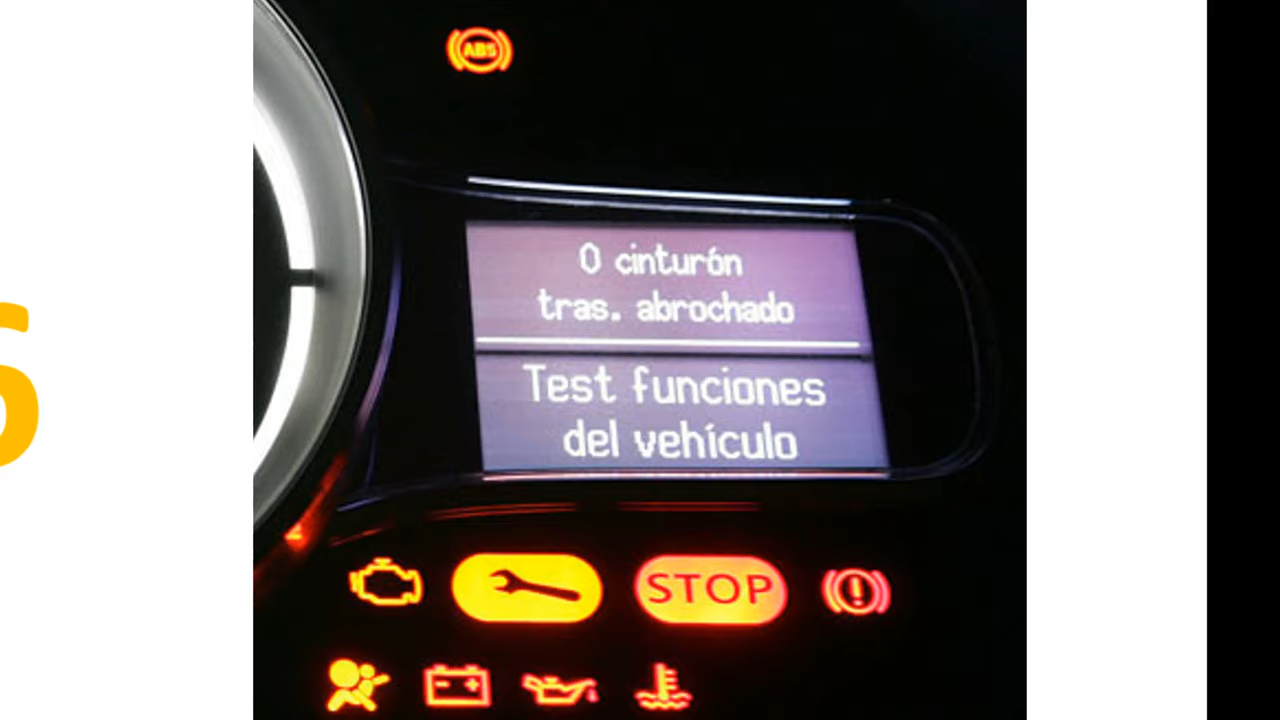 ABS
0 cinturón
tras. abrochado
Test funciones
del vehículo
STOP